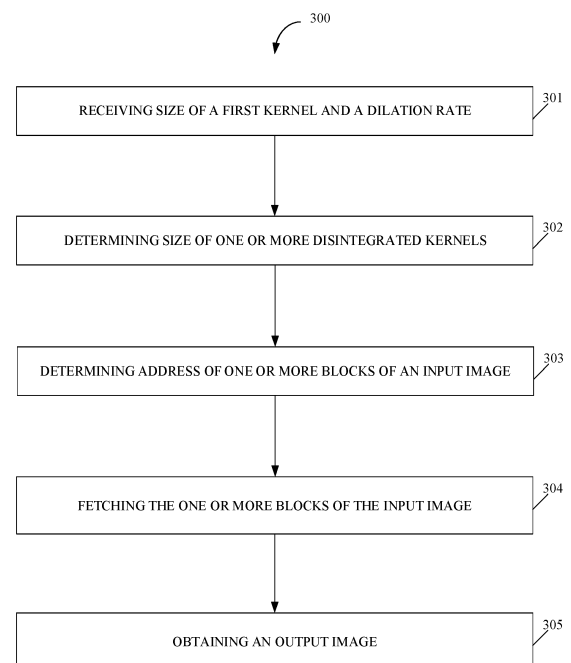 300
RECEIVING SIZE OF A FIRST KERNEL AND A DILATION RATE
301
DETERMINING SIZE OF ONE OR MORE DISINTEGRATED KERNELS
302
DETERMINING ADDRESS OF ONE OR MORE BLOCKS OF AN INPUT IMAGE
303
FETCHING THE ONE OR MORE BLOCKS OF THE INPUT IMAGE
304
OBTAINING AN OUTPUT IMAGE
305